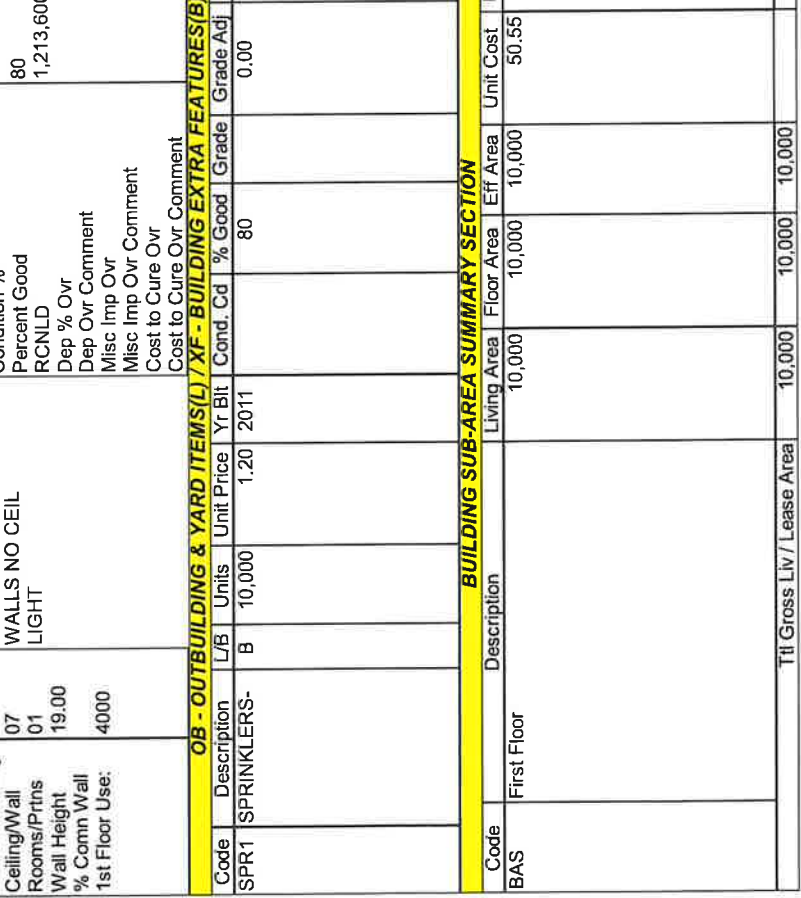 Ceiling/Wall 07 WALLS NO CEIL
Rooms/Prtns 01 LIGHT
Wall Height 19.00
% Comn Wall
1st Floor Use: 4000
Percent Good 80
RCNLD 1,213,600
Dep % Ovr
Dep Ovr Comment
Misc Imp Ovr
Misc Imp Ovr Comment
Cost to Cure Ovr
Cost to Cure Ovr Comment
OB - OUTBUILDING & YARD ITEMS(L) / XF - BUILDING EXTRA FEATURES(B)
Code Description L/B Units Unit Price Yr Blt Cond. Cd % Good Grade Grade Adj
SPR1 SPRINKLERS- B 10,000 1.20 2011 80 0.00
BUILDING SUB-AREA SUMMARY SECTION
Code Description Living Area Floor Area Eff Area Unit Cost
BAS First Floor 10,000 10,000 10,000 50.55
Ttl Gross Liv / Lease Area 10,000 10,000 10,000